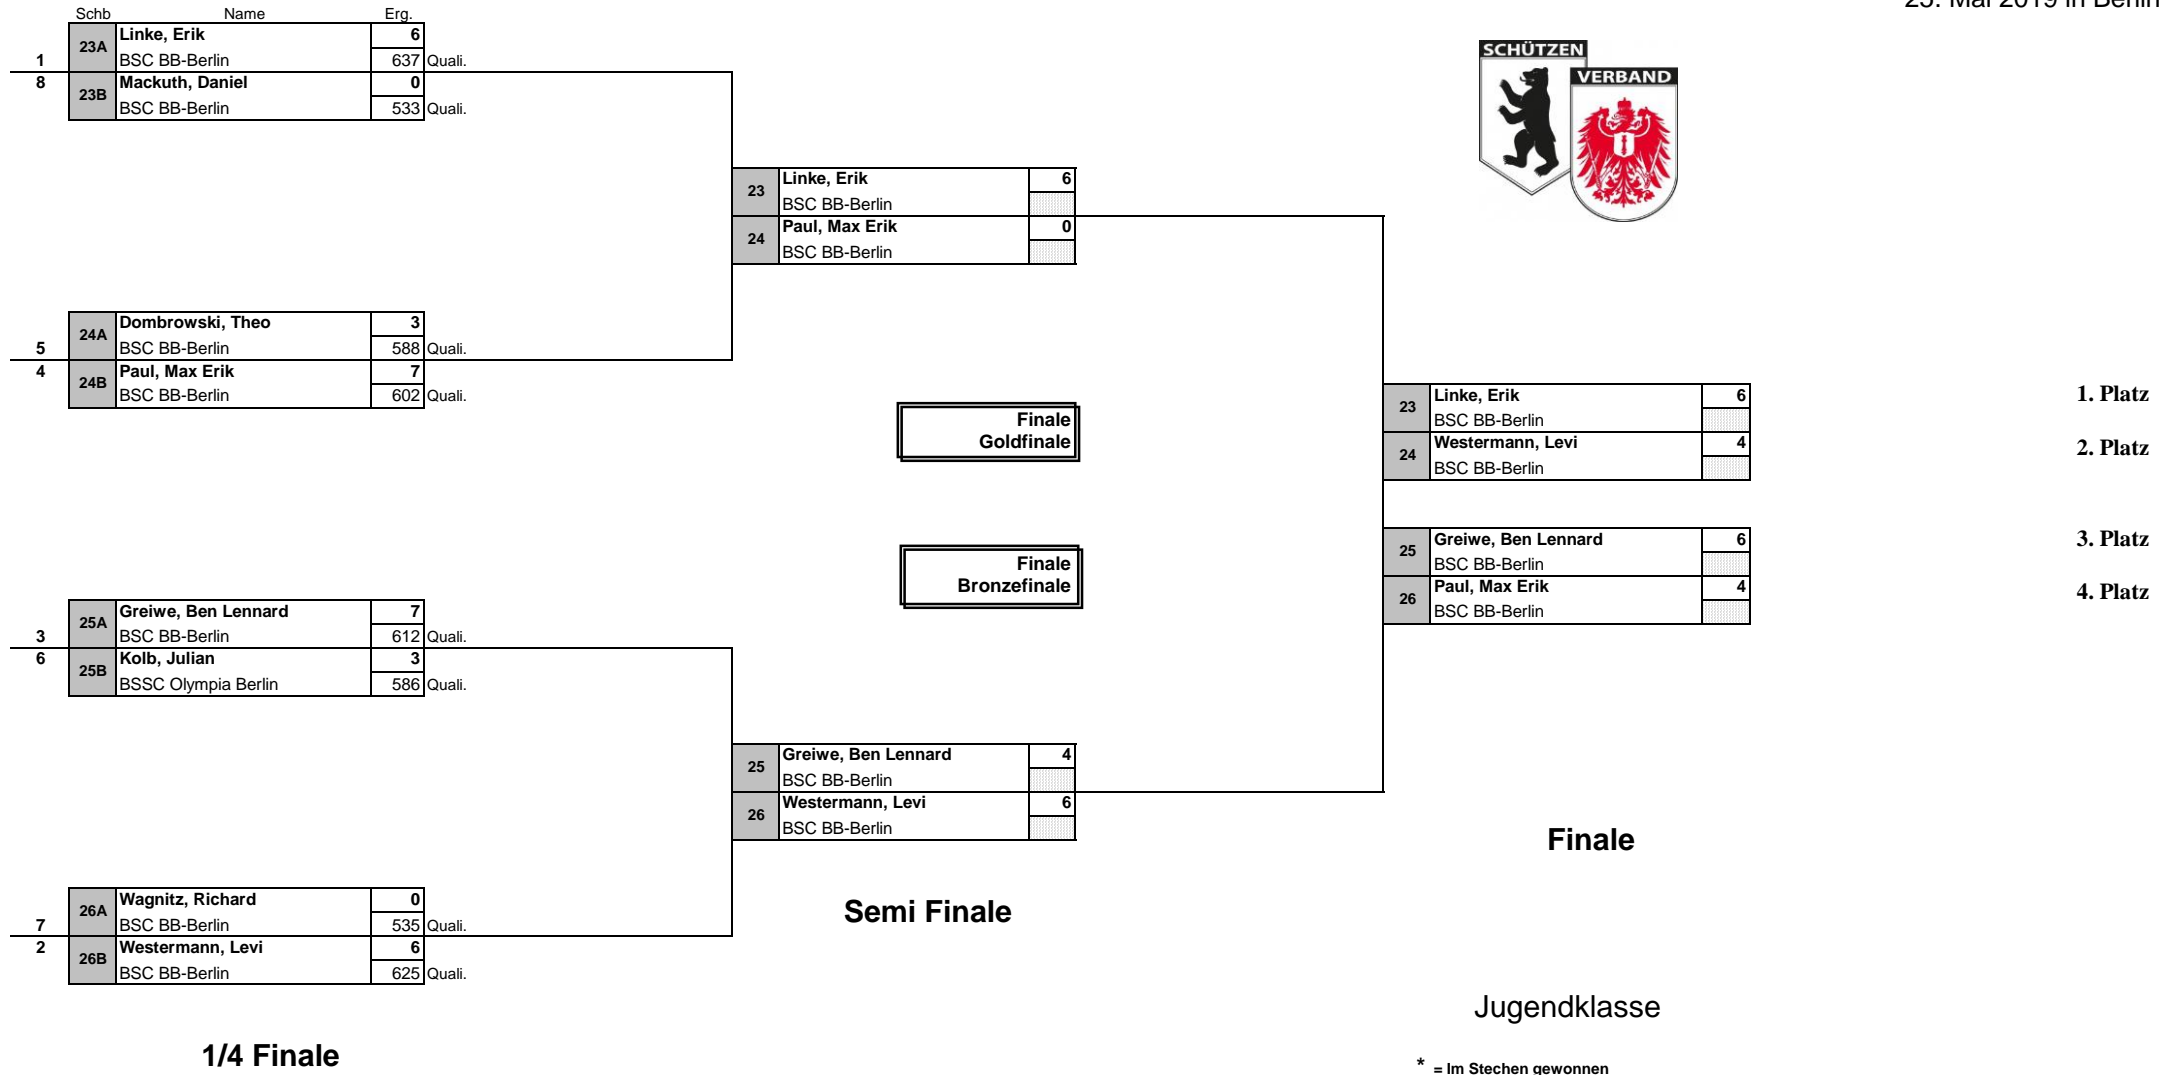 25. Mai 2019 in Berlin
Schb Name Erg.
23A Linke, Erik 6
1 BSC BB-Berlin 637 Quali.
8 23B Mackuth, Daniel 0
BSC BB-Berlin 533 Quali.
SCHÜTZEN
VERBAND
23 Linke, Erik 6
BSC BB-Berlin
24 Paul, Max Erik 0
BSC BB-Berlin
24A Dombrowski, Theo 3
5 BSC BB-Berlin 588 Quali.
4 24B Paul, Max Erik 7
BSC BB-Berlin 602 Quali.
Finale
Goldfinale
23 Linke, Erik 6 1. Platz
BSC BB-Berlin
24 Westermann, Levi 4 2. Platz
BSC BB-Berlin
Finale
Bronzefinale
25 Greiwe, Ben Lennard 6 3. Platz
BSC BB-Berlin
26 Paul, Max Erik 4 4. Platz
BSC BB-Berlin
25A Greiwe, Ben Lennard 7
3 BSC BB-Berlin 612 Quali.
6 25B Kolb, Julian 3
BSSC Olympia Berlin 586 Quali.
25 Greiwe, Ben Lennard 4
BSC BB-Berlin
26 Westermann, Levi 6
BSC BB-Berlin
Finale
26A Wagnitz, Richard 0
7 BSC BB-Berlin 535 Quali.
2 26B Westermann, Levi 6
BSC BB-Berlin 625 Quali.
Semi Finale
Jugendklasse
1/4 Finale
* = Im Stechen gewonnen